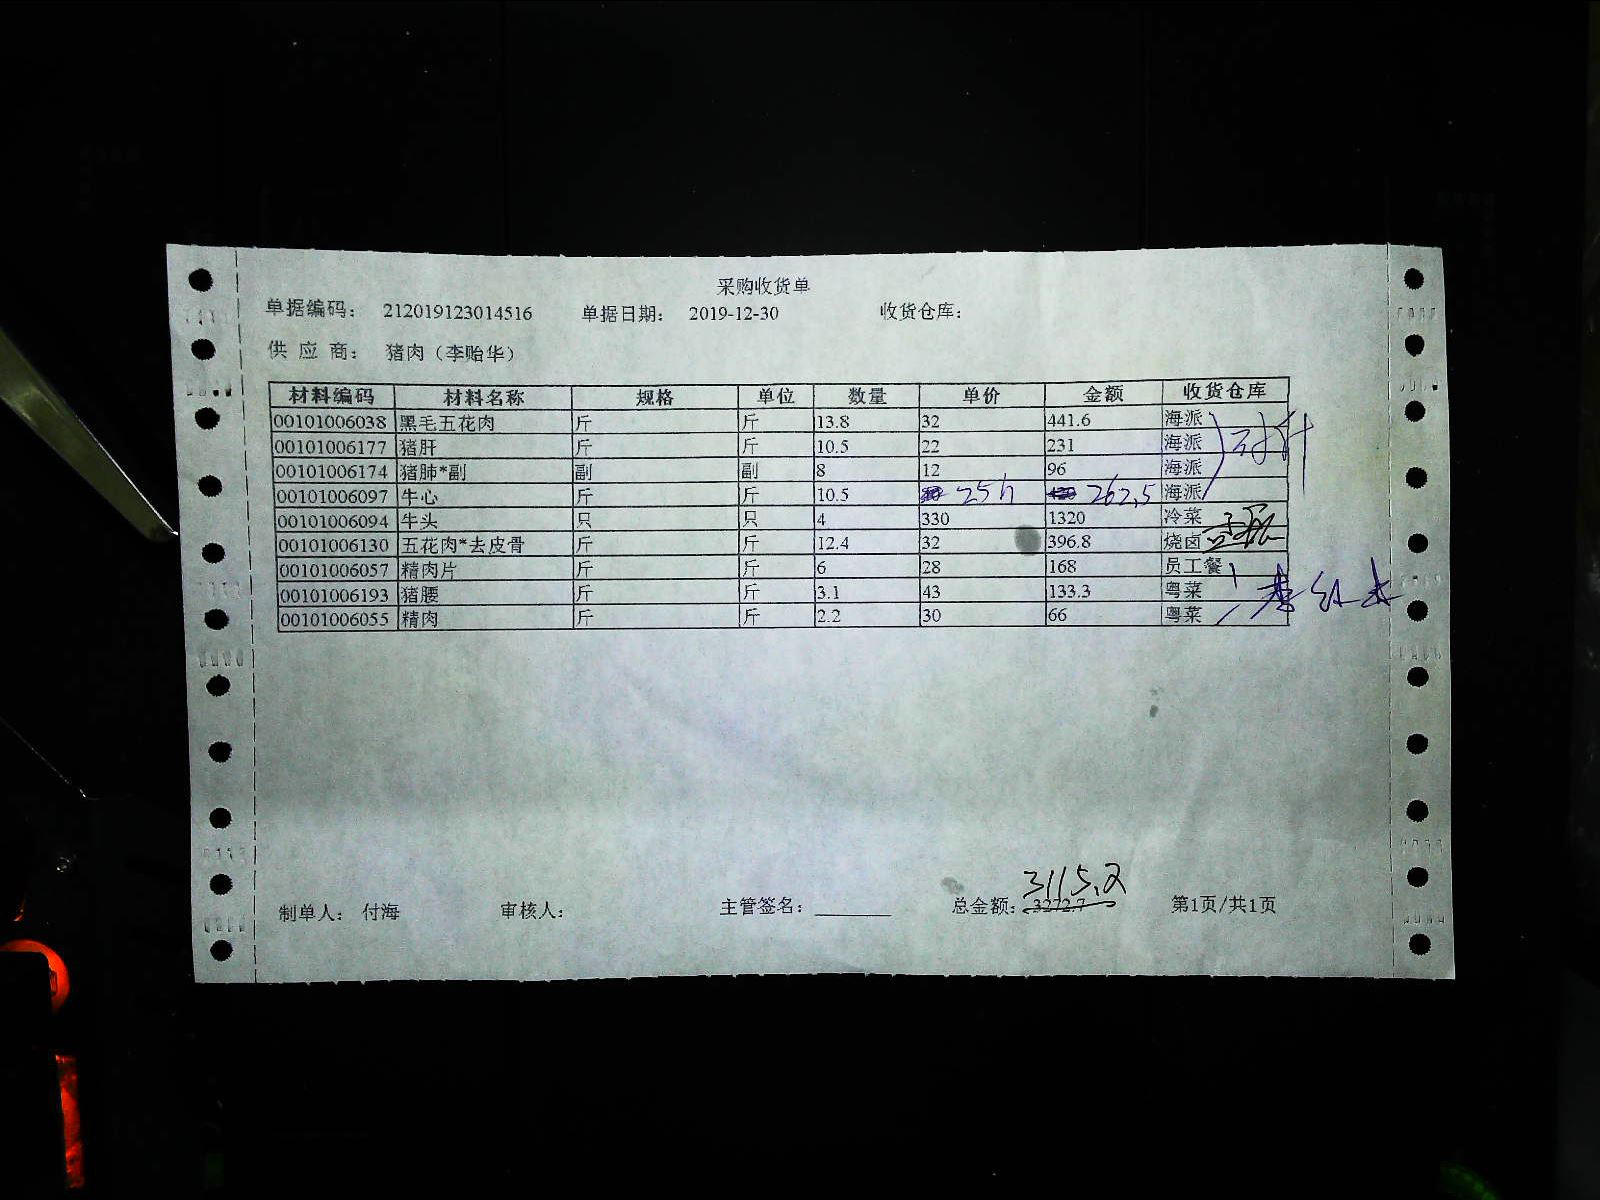 采购收货单
单据编码： 212019123014516 单据日期： 2019-12-30 收货仓库：
供 应 商： 猪肉（李贻华）
材料编码 材料名称 规格 单位 数量 单价 金额 收货仓库
00101006038 黑毛五花肉 斤 斤 13.8 32 441.6 海派
00101006177 猪肝 斤 斤 10.5 22 231 海派
00101006174 猪肺*副 副 副 8 12 96 海派
00101006097 牛心 斤 斤 10.5 25 262.5 海派
00101006094 牛头 只 只 4 330 1320 冷菜
00101006130 五花肉*去皮骨 斤 斤 12.4 32 396.8 烧卤
00101006057 精肉片 斤 斤 6 28 168 员工餐
00101006193 猪腰 斤 斤 3.1 43 133.3 粤菜
00101006055 精肉 斤 斤 2.2 30 66 粤菜
3115.2
制单人： 付海 审核人： 主管签名： 总金额： 3272.7 第1页/共1页